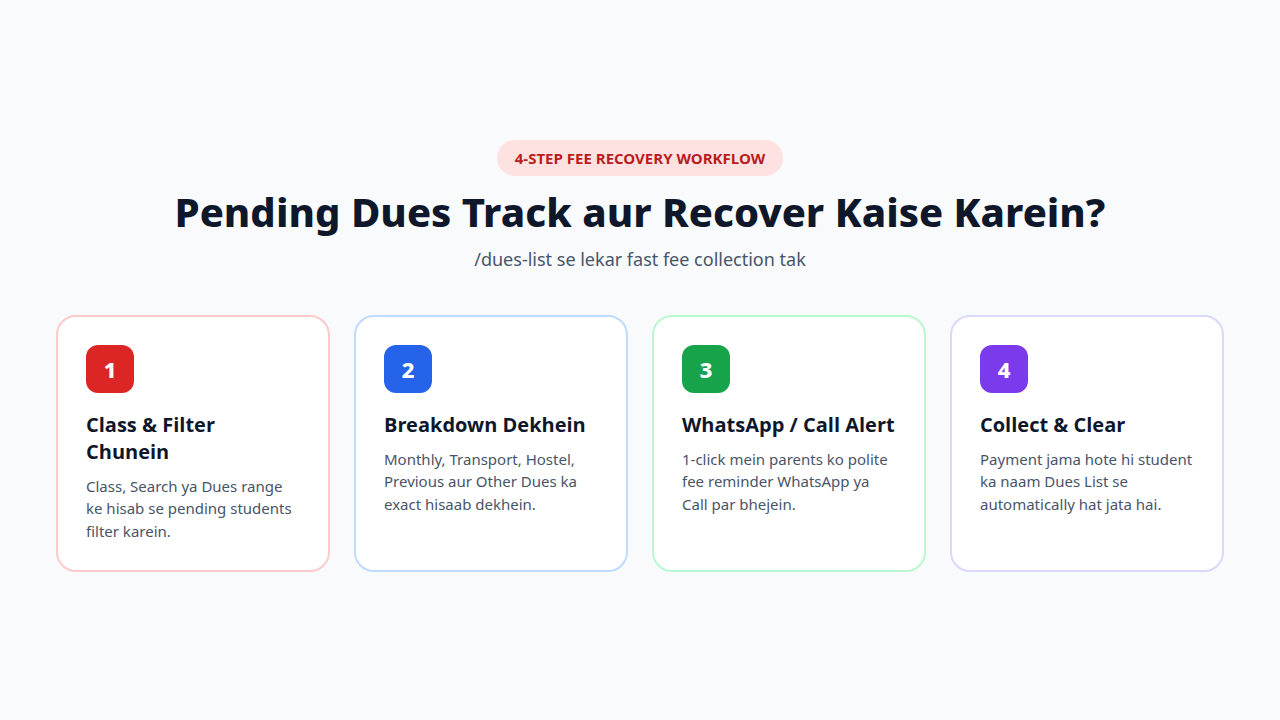 4-STEP FEE RECOVERY WORKFLOW
Pending Dues Track aur Recover Kaise Karein?
/dues-list se lekar fast fee collection tak
1
Class & Filter
Chunein
Class, Search ya Dues range
ke hisab se pending students
filter karein.
2
Breakdown Dekhein
Monthly, Transport, Hostel,
Previous aur Other Dues ka
exact hisaab dekhein.
3
WhatsApp / Call Alert
1-click mein parents ko polite
fee reminder WhatsApp ya
Call par bhejein.
4
Collect & Clear
Payment jama hote hi student
ka naam Dues List se
automatically hat jata hai.